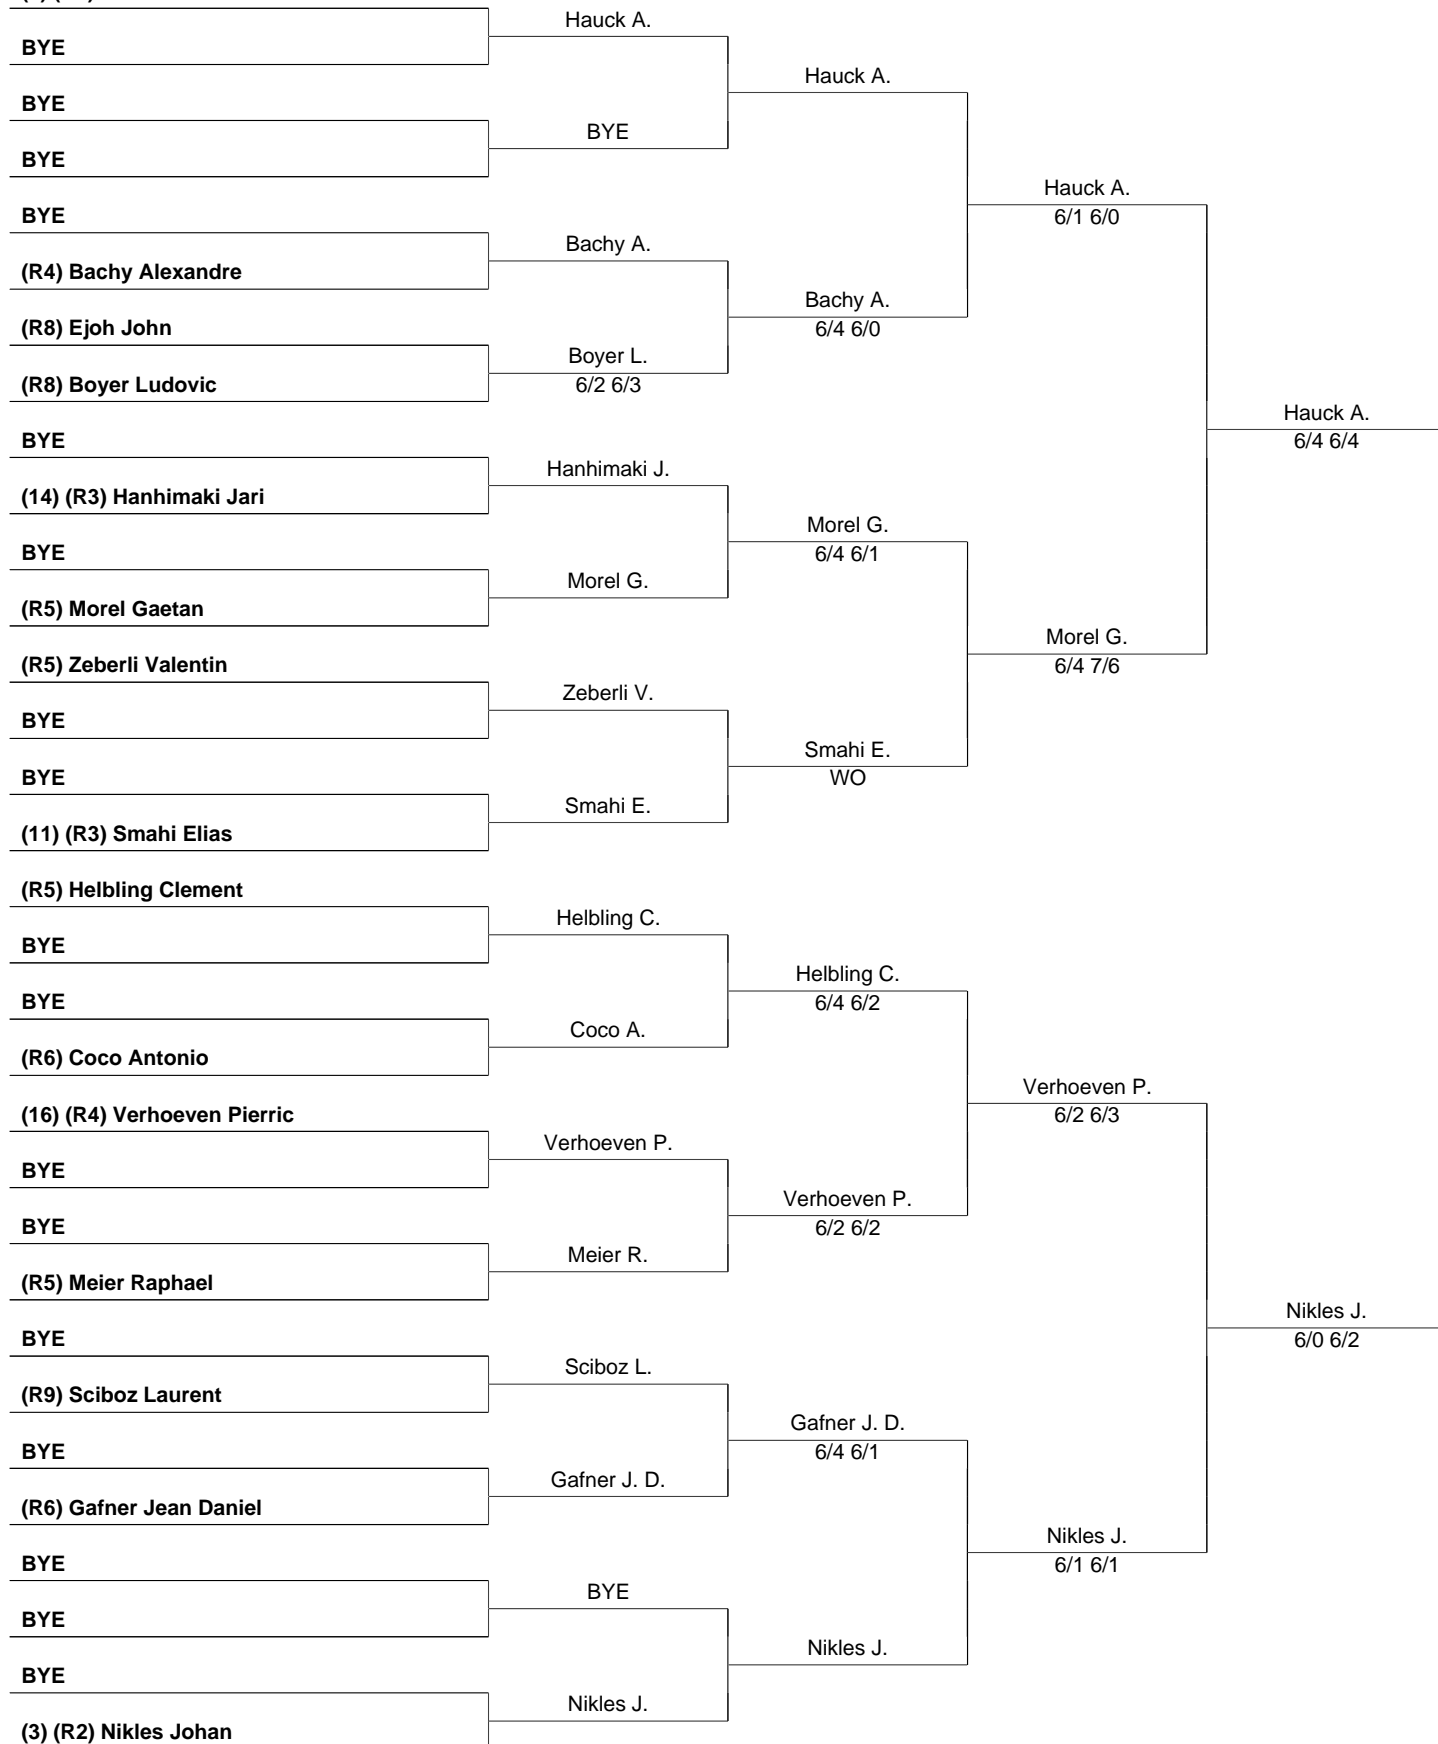 BYE
BYE
BYE
BYE
(R4) Bachy Alexandre
(R8) Ejoh John
(R8) Boyer Ludovic
BYE
(14) (R3) Hanhimaki Jari
BYE
(R5) Morel Gaetan
(R5) Zeberli Valentin
BYE
BYE
(11) (R3) Smahi Elias
(R5) Helbling Clement
BYE
BYE
(R6) Coco Antonio
(16) (R4) Verhoeven Pierric
BYE
BYE
(R5) Meier Raphael
BYE
(R9) Sciboz Laurent
BYE
(R6) Gafner Jean Daniel
BYE
BYE
BYE
(3) (R2) Nikles Johan
Hauck A.
BYE
Bachy A.
Boyer L.
6/2 6/3
Hanhimaki J.
Morel G.
Zeberli V.
Smahi E.
Helbling C.
Coco A.
Verhoeven P.
Meier R.
Sciboz L.
Gafner J. D.
BYE
Nikles J.
Hauck A.
Bachy A.
6/4 6/0
Morel G.
6/4 6/1
Smahi E.
WO
Helbling C.
6/4 6/2
Verhoeven P.
6/2 6/2
Gafner J. D.
6/4 6/1
Nikles J.
Hauck A.
6/1 6/0
Morel G.
6/4 7/6
Verhoeven P.
6/2 6/3
Nikles J.
6/1 6/1
Hauck A.
6/4 6/4
Nikles J.
6/0 6/2